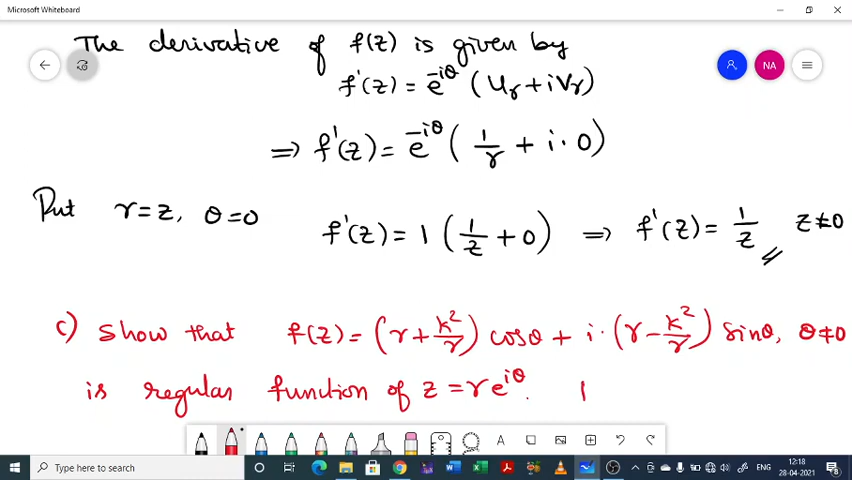 Microsoft Whiteboard
The derivative of f(z) is given by
f'(z) = e^{-iθ} (u_r + i v_r)
⇒ f'(z) = e^{-iθ} (1/r + i · 0)
Put r = z, θ = 0 f'(z) = 1 (1/z + 0) ⇒ f'(z) = 1/z z ≠ 0
c) Show that f(z) = (r + k²/r) cosθ + i · (r - k²/r) sinθ, θ ≠ 0
is regular function of z = re^{iθ}.
NA
Type here to search
ENG
12:18
28-04-2021
8